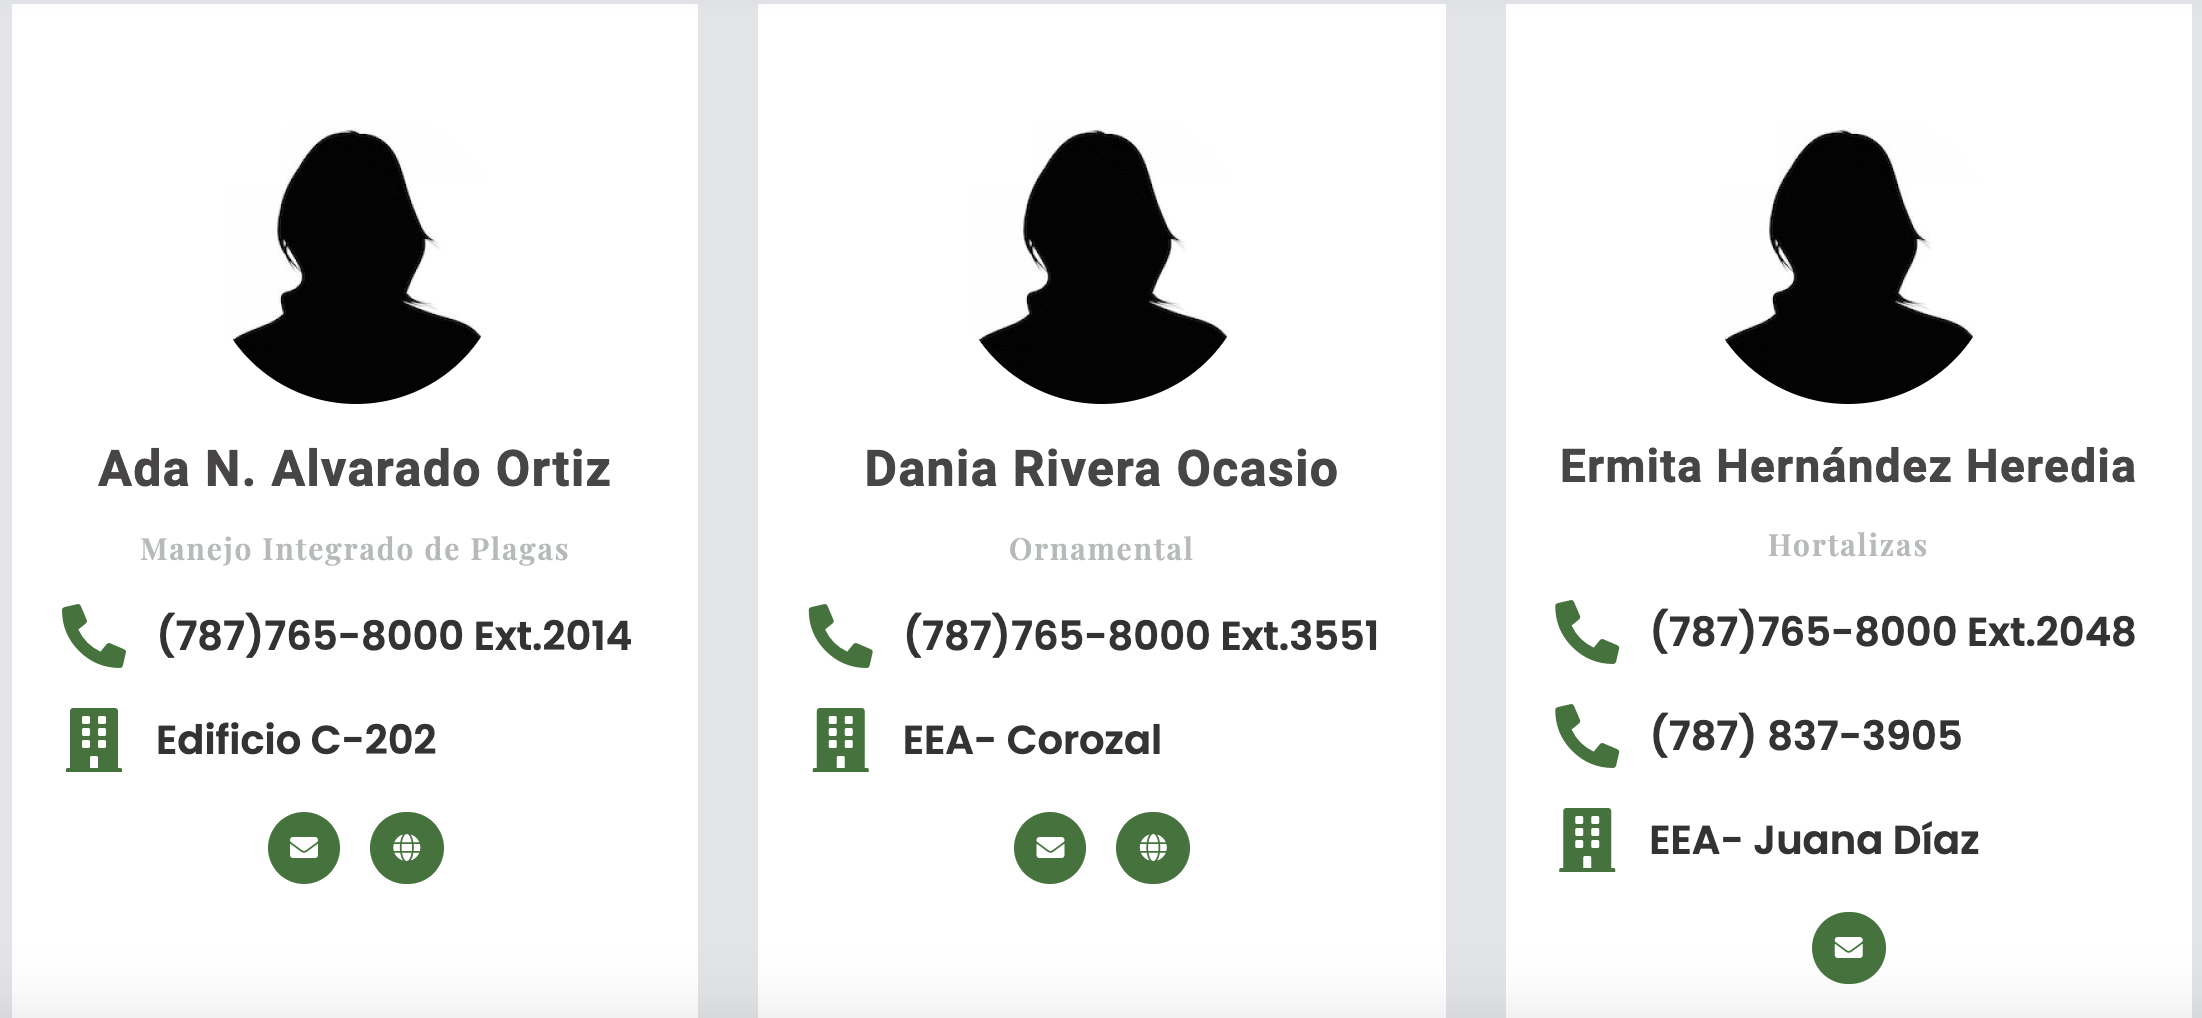 Ada N. Alvarado Ortiz
Manejo Integrado de Plagas
(787)765-8000 Ext.2014
Edificio C-202
Dania Rivera Ocasio
Ornamental
(787)765-8000 Ext.3551
EEA- Corozal
Ermita Hernández Heredia
Hortalizas
(787)765-8000 Ext.2048
(787) 837-3905
EEA- Juana Díaz